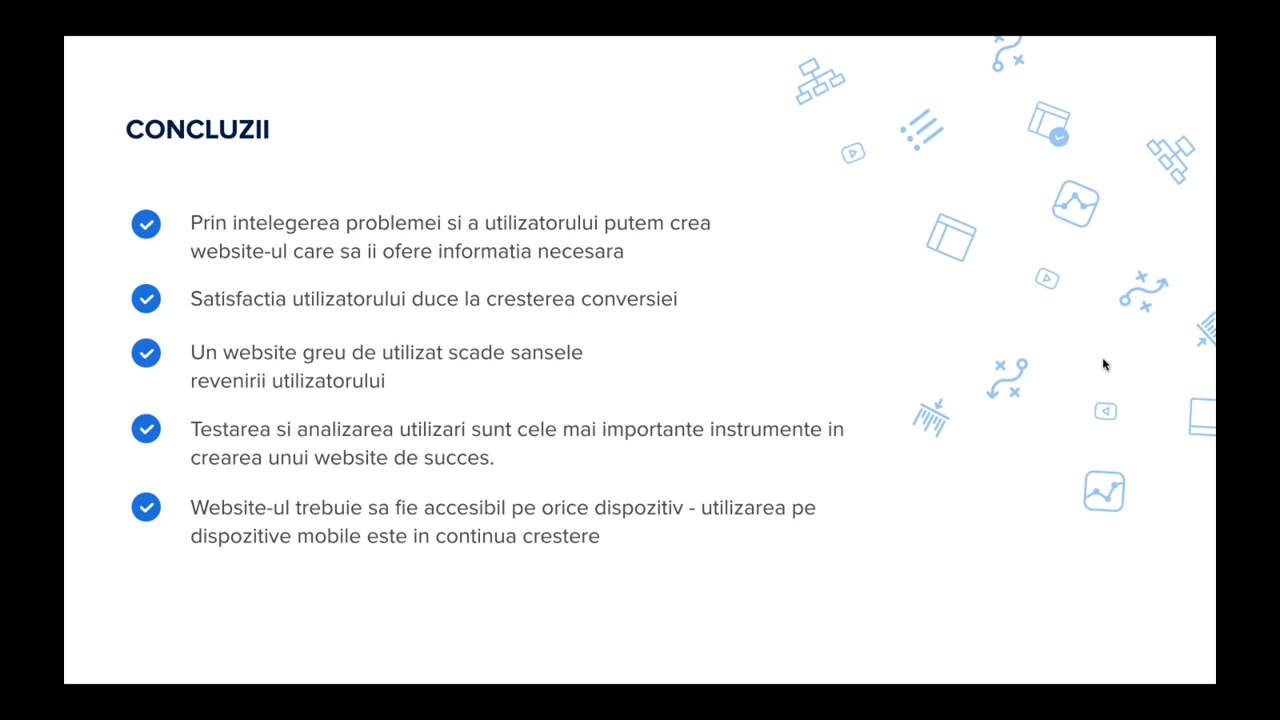 CONCLUZII
Prin intelegerea problemei si a utilizatorului putem crea
website-ul care sa ii ofere informatia necesara
Satisfactia utilizatorului duce la cresterea conversiei
Un website greu de utilizat scade sansele
revenirii utilizatorului
Testarea si analizarea utilizari sunt cele mai importante instrumente in
crearea unui website de succes.
Website-ul trebuie sa fie accesibil pe orice dispozitiv - utilizarea pe
dispozitive mobile este in continua crestere